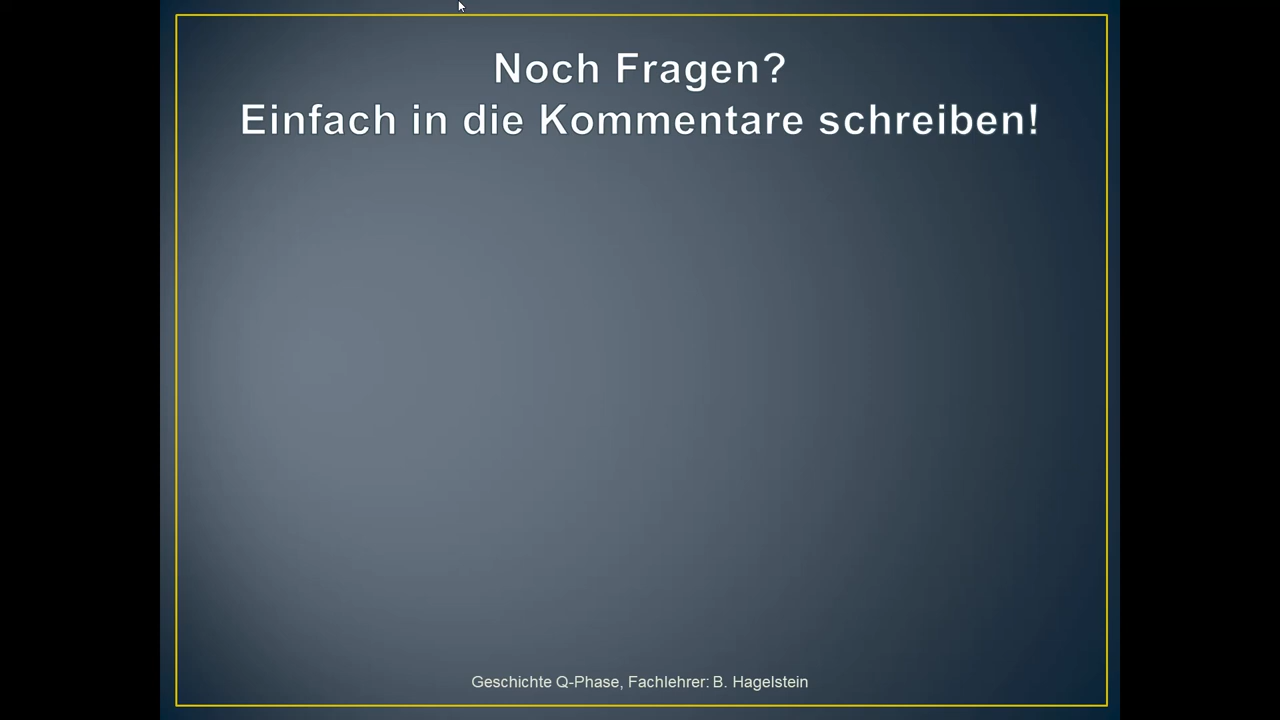 Noch Fragen?
Einfach in die Kommentare schreiben!
Geschichte Q-Phase, Fachlehrer: B. Hagelstein